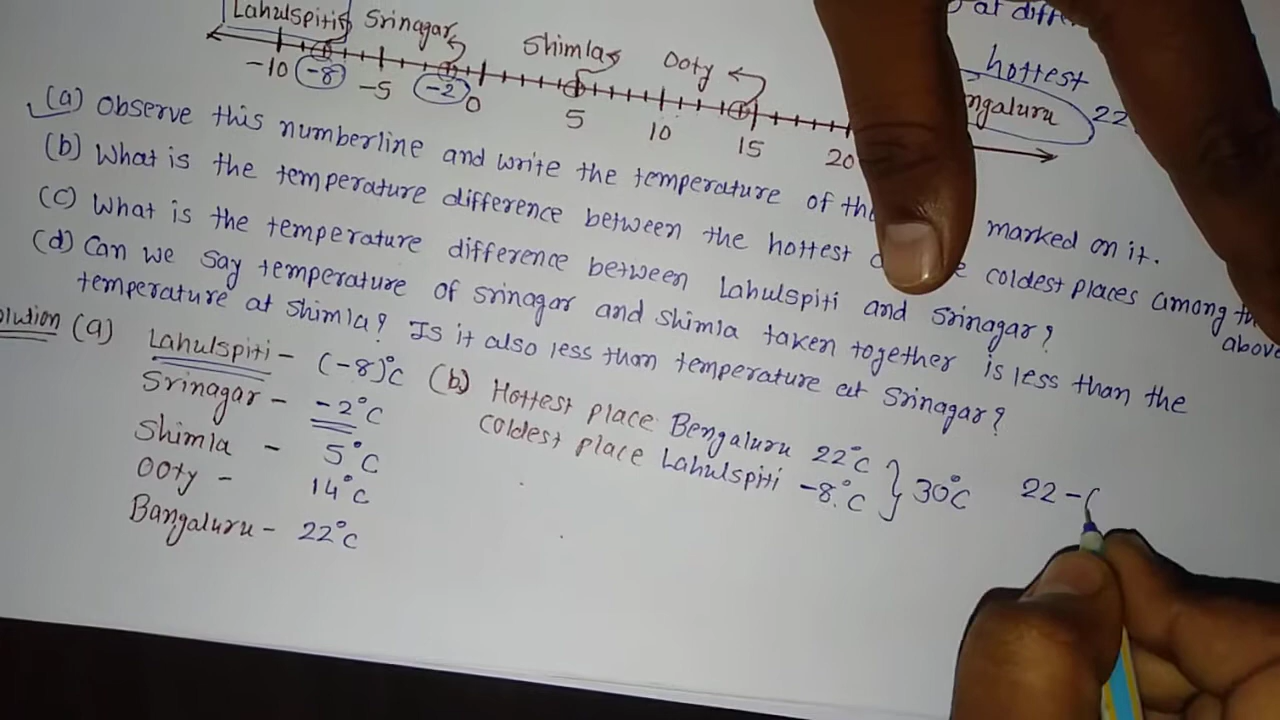 at
Lahulspiti Srinagar Shimla Ooty hottest
-10 -8 -5 -2 0 5 10 15 20 22
(a) Observe this numberline and write the temperature of marked on it.
(b) What is the temperature difference between the hottest coldest places among
above
(c) What is the temperature difference between Lahulspiti and Srinagar?
(d) Can we say temperature of srinagar and shimla taken together is less than the
temperature at shimla? Is it also less than temperature at Srinagar?
(a) Lahulspiti - (-8)°C
Srinagar - -2°C
Shimla - 5°C
Ooty - 14°C
Bangaluru - 22°C
(b) Hottest place Bengaluru 22°C
coldest place Lahulspiti -8°C } 30°C 22-(